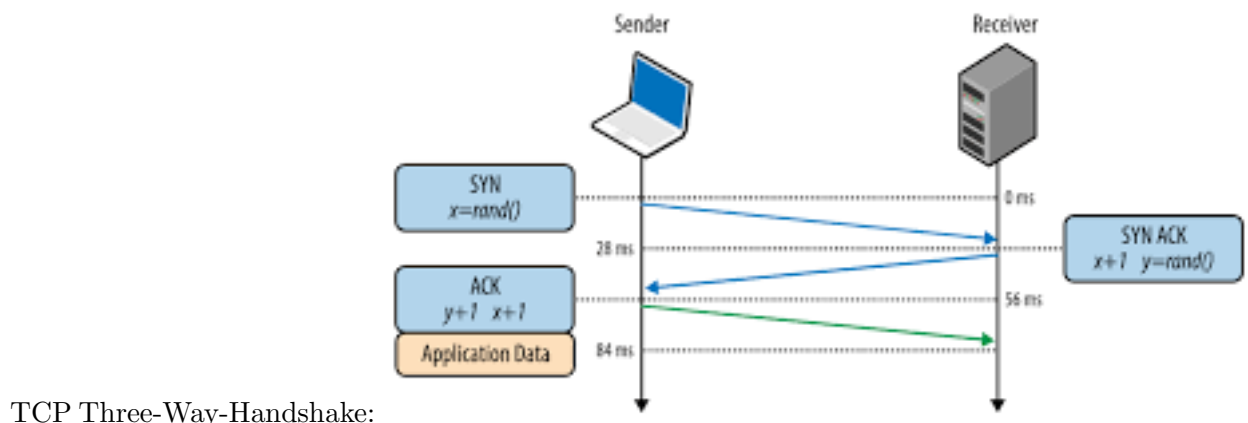 Sender
Receiver
SYN
x=rand()
0 ms
28 ms
SYN ACK
x+1 y=rand()
ACK
y+1 x+1
56 ms
Application Data
84 ms
TCP Three-Way-Handshake: